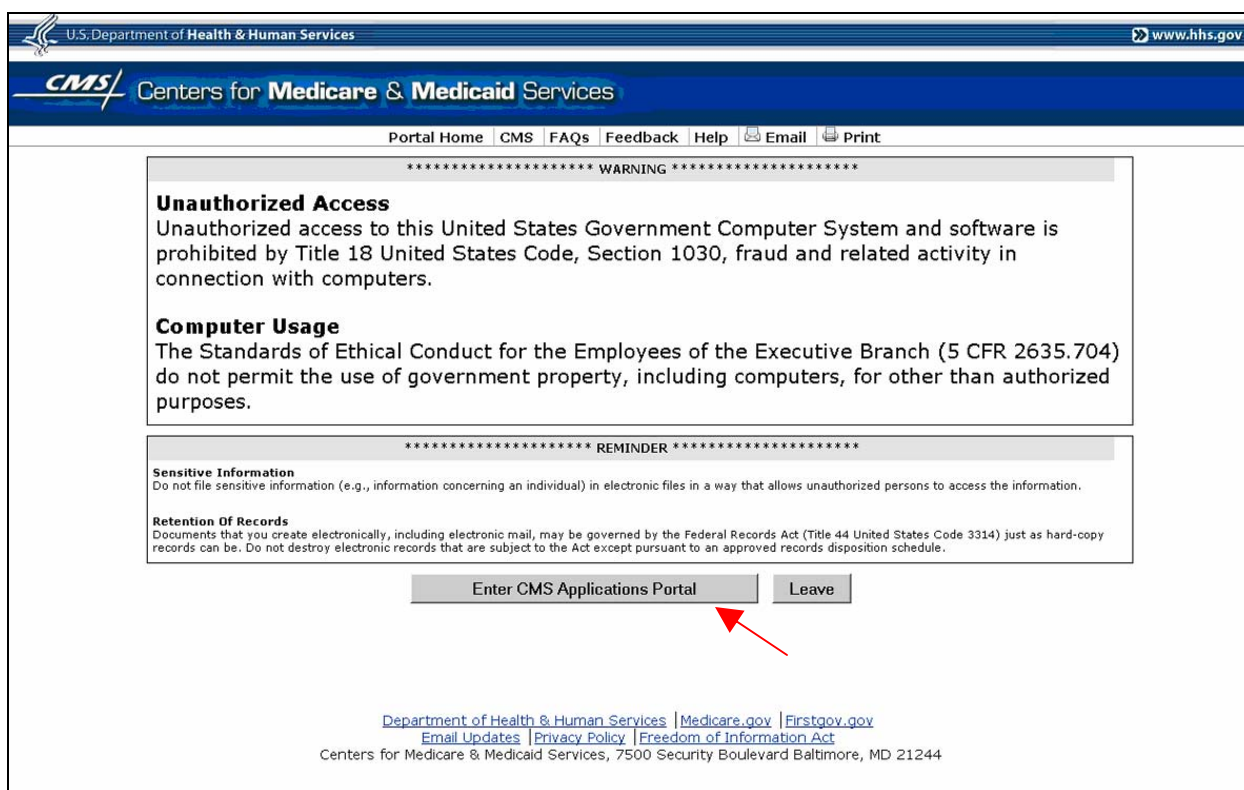 U.S. Department of Health & Human Services
www.hhs.gov
CMS Centers for Medicare & Medicaid Services
Portal Home CMS FAQs Feedback Help Email Print
********************* WARNING *********************
Unauthorized Access
Unauthorized access to this United States Government Computer System and software is
prohibited by Title 18 United States Code, Section 1030, fraud and related activity in
connection with computers.
Computer Usage
The Standards of Ethical Conduct for the Employees of the Executive Branch (5 CFR 2635.704)
do not permit the use of government property, including computers, for other than authorized
purposes.
********************* REMINDER *********************
Sensitive Information
Do not file sensitive information (e.g., information concerning an individual) in electronic files in a way that allows unauthorized persons to access the information.
Retention Of Records
Documents that you create electronically, including electronic mail, may be governed by the Federal Records Act (Title 44 United States Code 3314) just as hard-copy
records can be. Do not destroy electronic records that are subject to the Act except pursuant to an approved records disposition schedule.
Enter CMS Applications Portal Leave
Department of Health & Human Services | Medicare.gov | Firstgov.gov
Email Updates | Privacy Policy | Freedom of Information Act
Centers for Medicare & Medicaid Services, 7500 Security Boulevard Baltimore, MD 21244